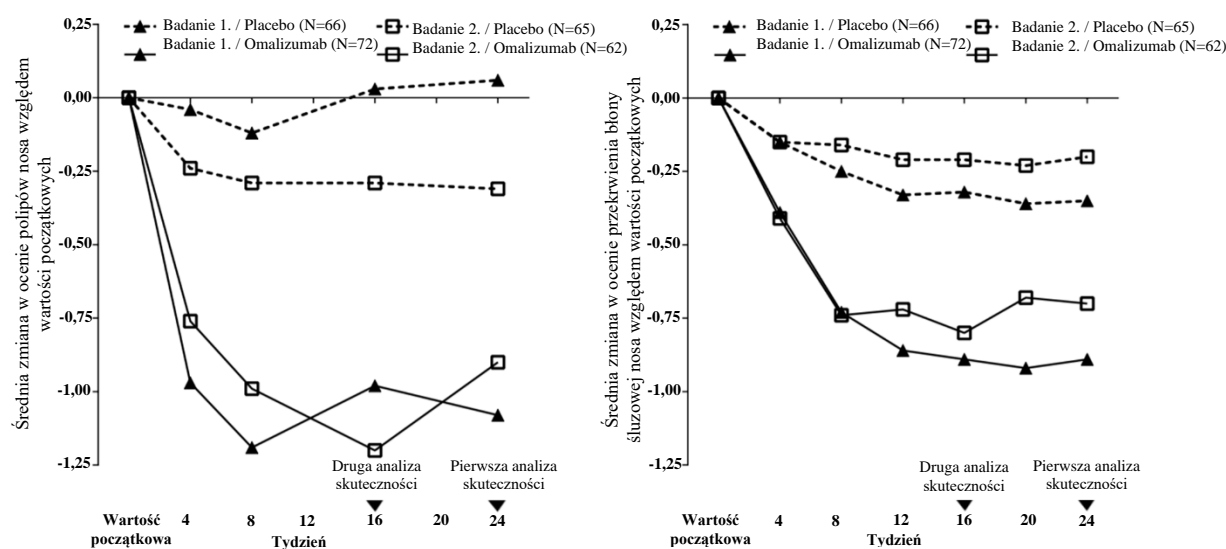 0,25
Badanie 1. / Placebo (N=66)
Badanie 2. / Placebo (N=65)
Badanie 1. / Omalizumab (N=72)
Badanie 2. / Omalizumab (N=62)
0,00
-0,25
-0,50
-0,75
-1,00
-1,25
Średnia zmiana w ocenie polipów nosa względem
wartości początkowych
Druga analiza
skuteczności
Pierwsza analiza
skuteczności
Wartość
początkowa
4
8
12
16
20
24
Tydzień
0,25
Badanie 1. / Placebo (N=66)
Badanie 2. / Placebo (N=65)
Badanie 1. / Omalizumab (N=72)
Badanie 2. / Omalizumab (N=62)
0,00
-0,25
-0,50
-0,75
-1,00
-1,25
Średnia zmiana w ocenie przekrwienia błony
śluzowej nosa względem wartości początkowych
Druga analiza
skuteczności
Pierwsza analiza
skuteczności
Wartość
początkowa
4
8
12
16
20
24
Tydzień